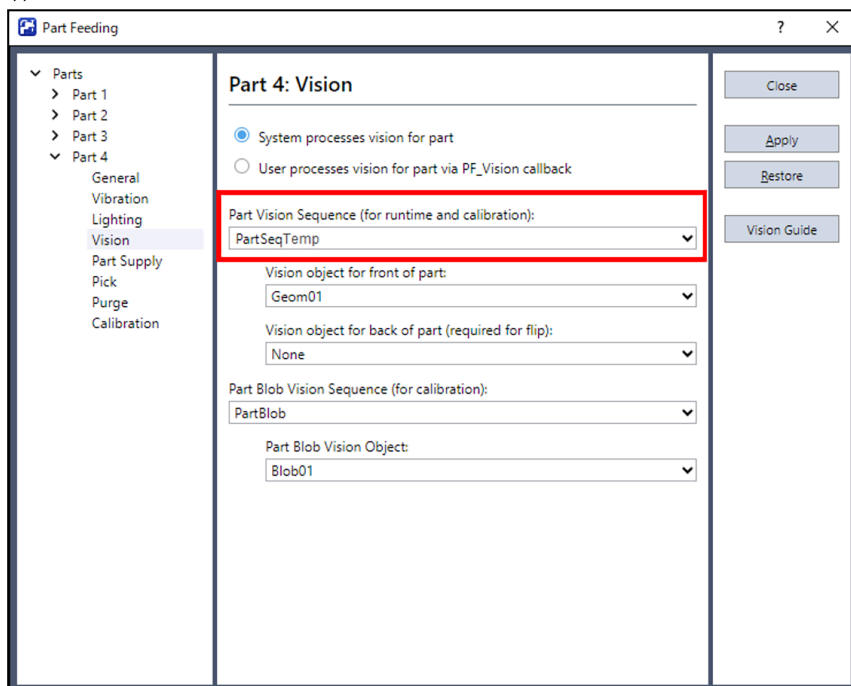 Part Feeding
?
Parts
Part 1
Part 2
Part 3
Part 4
General
Vibration
Lighting
Vision
Part Supply
Pick
Purge
Calibration
Part 4: Vision
System processes vision for part
User processes vision for part via PF_Vision callback
Part Vision Sequence (for runtime and calibration):
PartSeqTemp
Vision object for front of part:
Geom01
Vision object for back of part (required for flip):
None
Part Blob Vision Sequence (for calibration):
PartBlob
Part Blob Vision Object:
Blob01
Close
Apply
Restore
Vision Guide